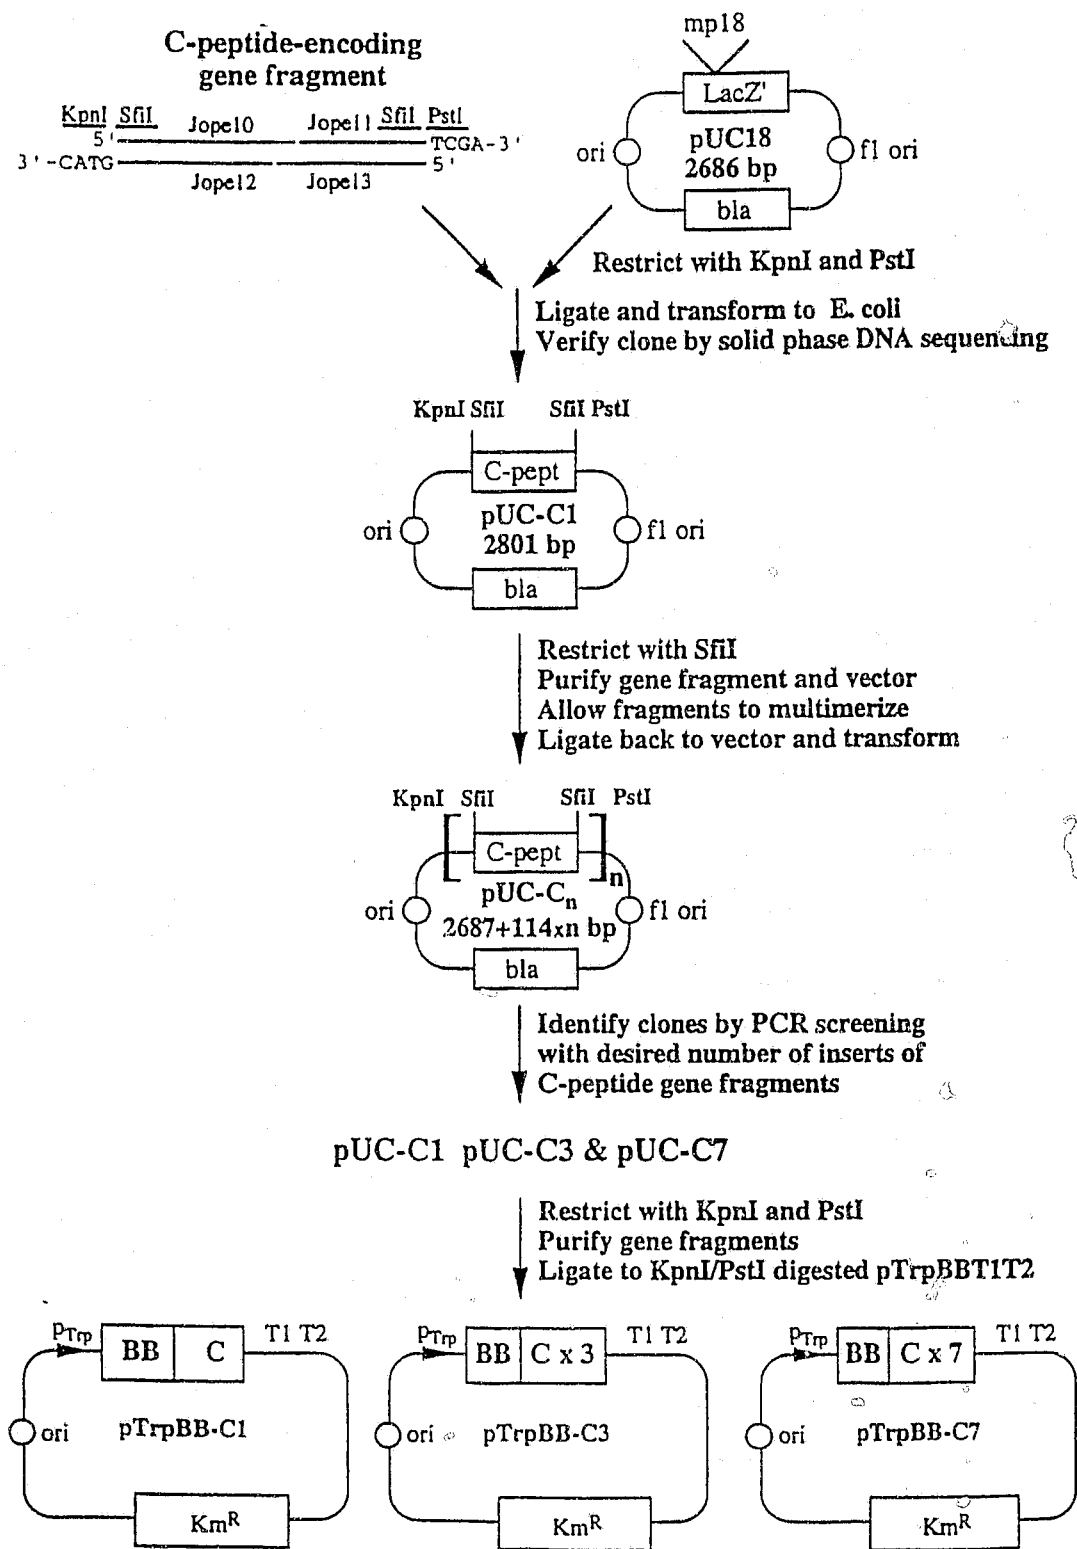 C-peptide-encoding
gene fragment
KpnI SfiI Jope10 Jope11 SfiI PstI
5' TCGA-3'
3'-CATG 5'
Jope12 Jope13
mp18
LacZ'
pUC18
2686 bp
ori
f1 ori
bla
Restrict with KpnI and PstI
Ligate and transform to E. coli
Verify clone by solid phase DNA sequencing
KpnI SfiI SfiI PstI
C-pept
pUC-C1
2801 bp
ori
f1 ori
bla
Restrict with SfiI
Purify gene fragment and vector
Allow fragments to multimerize
Ligate back to vector and transform
KpnI SfiI SfiI PstI
C-pept
n
pUC-Cn
2687+114xn bp
ori
f1 ori
bla
Identify clones by PCR screening
with desired number of inserts of
C-peptide gene fragments
pUC-C1 pUC-C3 & pUC-C7
Restrict with KpnI and PstI
Purify gene fragments
Ligate to KpnI/PstI digested pTrpBBT1T2
PTrp BB C T1 T2
ori pTrpBB-C1
KmR
PTrp BB C x 3 T1 T2
ori pTrpBB-C3
KmR
PTrp BB C x 7 T1 T2
ori pTrpBB-C7
KmR